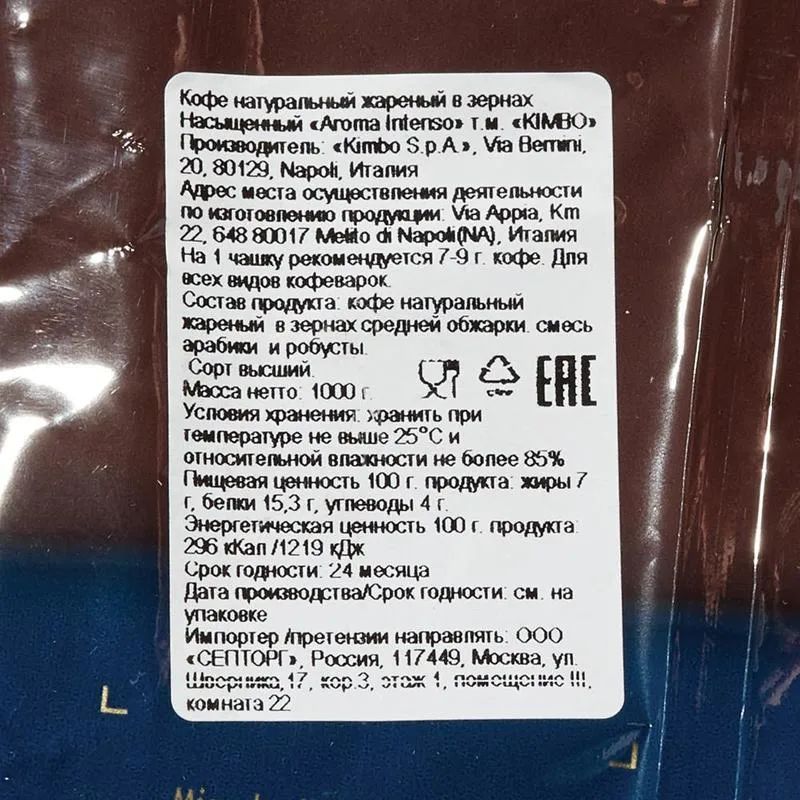 Кофе натуральный жареный в зернах
Насыщенный «Aroma Intenso» т.м. «KIMBO»
Производитель: «Kimbo S.p.A.», Via Bernini,
20, 80129, Napoli, Италия
Адрес места осуществления деятельности
по изготовлению продукции: Via Appia, Km
22, 648 80017 Melito di Napoli(NA), Италия
На 1 чашку рекомендуется 7-9 г. кофе. Для
всех видов кофеварок.
Состав продукта: кофе натуральный
жареный в зернах средней обжарки. смесь
арабики и робусты.
Сорт высший.
Масса нетто: 1000 г.
EAC
Условия хранения: хранить при
температуре не выше 25°С и
относительной влажности не более 85%
Пищевая ценность 100 г. продукта: жиры 7
г, белки 15,3 г, углеводы 4 г.
Энергетическая ценность 100 г. продукта:
296 кКал /1219 кДж
Срок годности: 24 месяца
Дата производства/Срок годности: см. на
упаковке
Импортер /претензии направлять: ООО
«СЕПТОРГ», Россия, 117449, Москва, ул.
Шверника,17, кор.3, этаж 1, помещение III,
комната 22